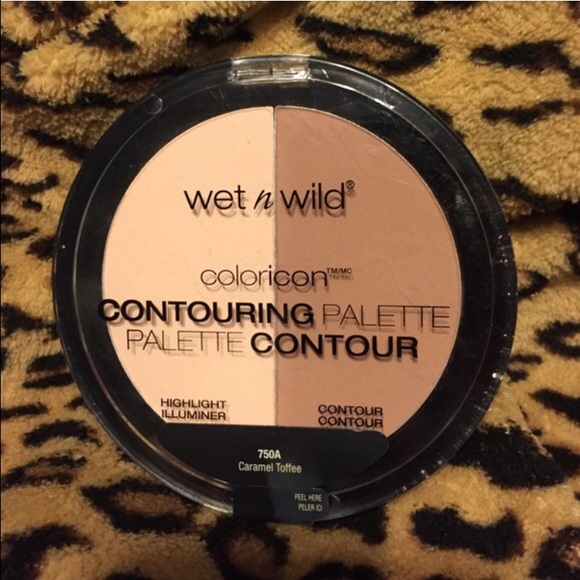 wet n wild®
coloricon™/MC
CONTOURING PALETTE
PALETTE CONTOUR
HIGHLIGHT
ILLUMINER
CONTOUR
CONTOUR
750A
Caramel Toffee
PEEL HERE
PELER ICI